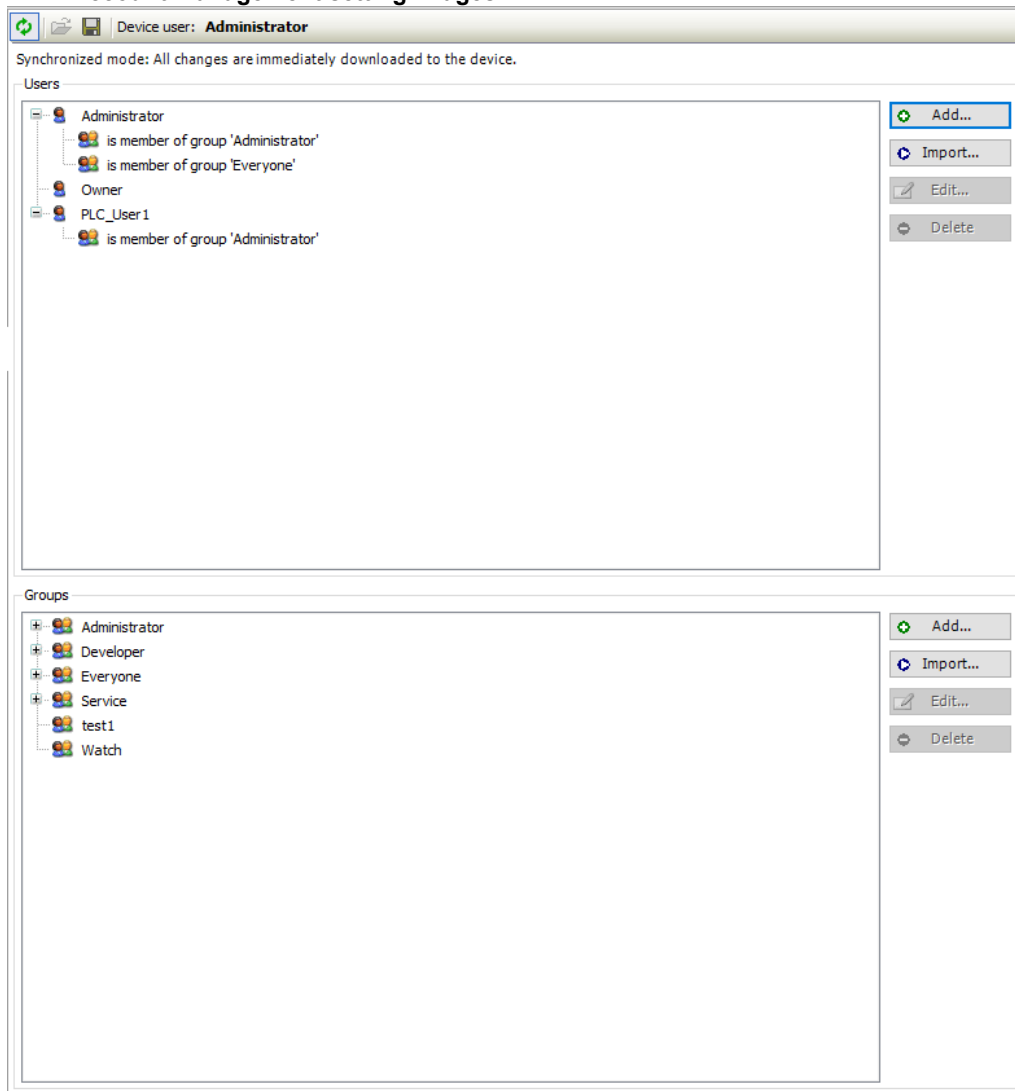 Device user: Administrator
Synchronized mode: All changes are immediately downloaded to the device.
Users
Administrator
is member of group 'Administrator'
is member of group 'Everyone'
Owner
PLC_User1
is member of group 'Administrator'
Add...
Import...
Edit...
Delete
Groups
Administrator
Developer
Everyone
Service
test1
Watch
Add...
Import...
Edit...
Delete